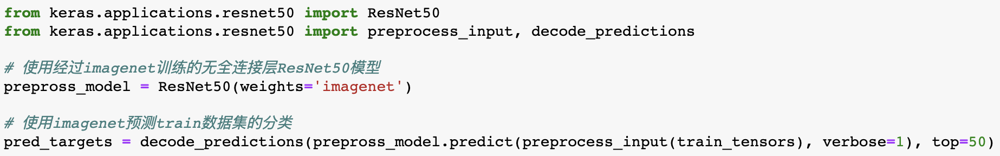 from keras.applications.resnet50 import ResNet50
from keras.applications.resnet50 import preprocess_input, decode_predictions
# 使用经过imagenet训练的无全连接层ResNet50模型
prepross_model = ResNet50(weights='imagenet')
# 使用imagenet预测train数据集的分类
pred_targets = decode_predictions(prepross_model.predict(preprocess_input(train_tensors), verbose=1), top=50)